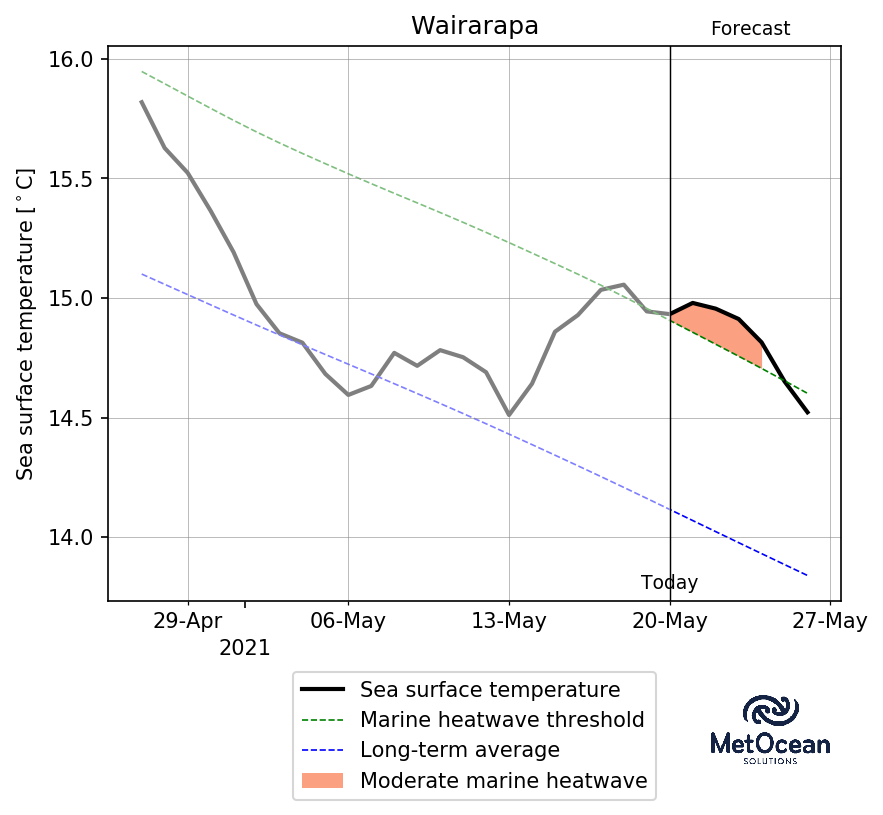 Wairarapa
Forecast
Sea surface temperature [°C]
16.0
15.5
15.0
14.5
14.0
Today
29-Apr 06-May 13-May 20-May 27-May
2021
Sea surface temperature
Marine heatwave threshold
Long-term average
Moderate marine heatwave
MetOcean
SOLUTIONS